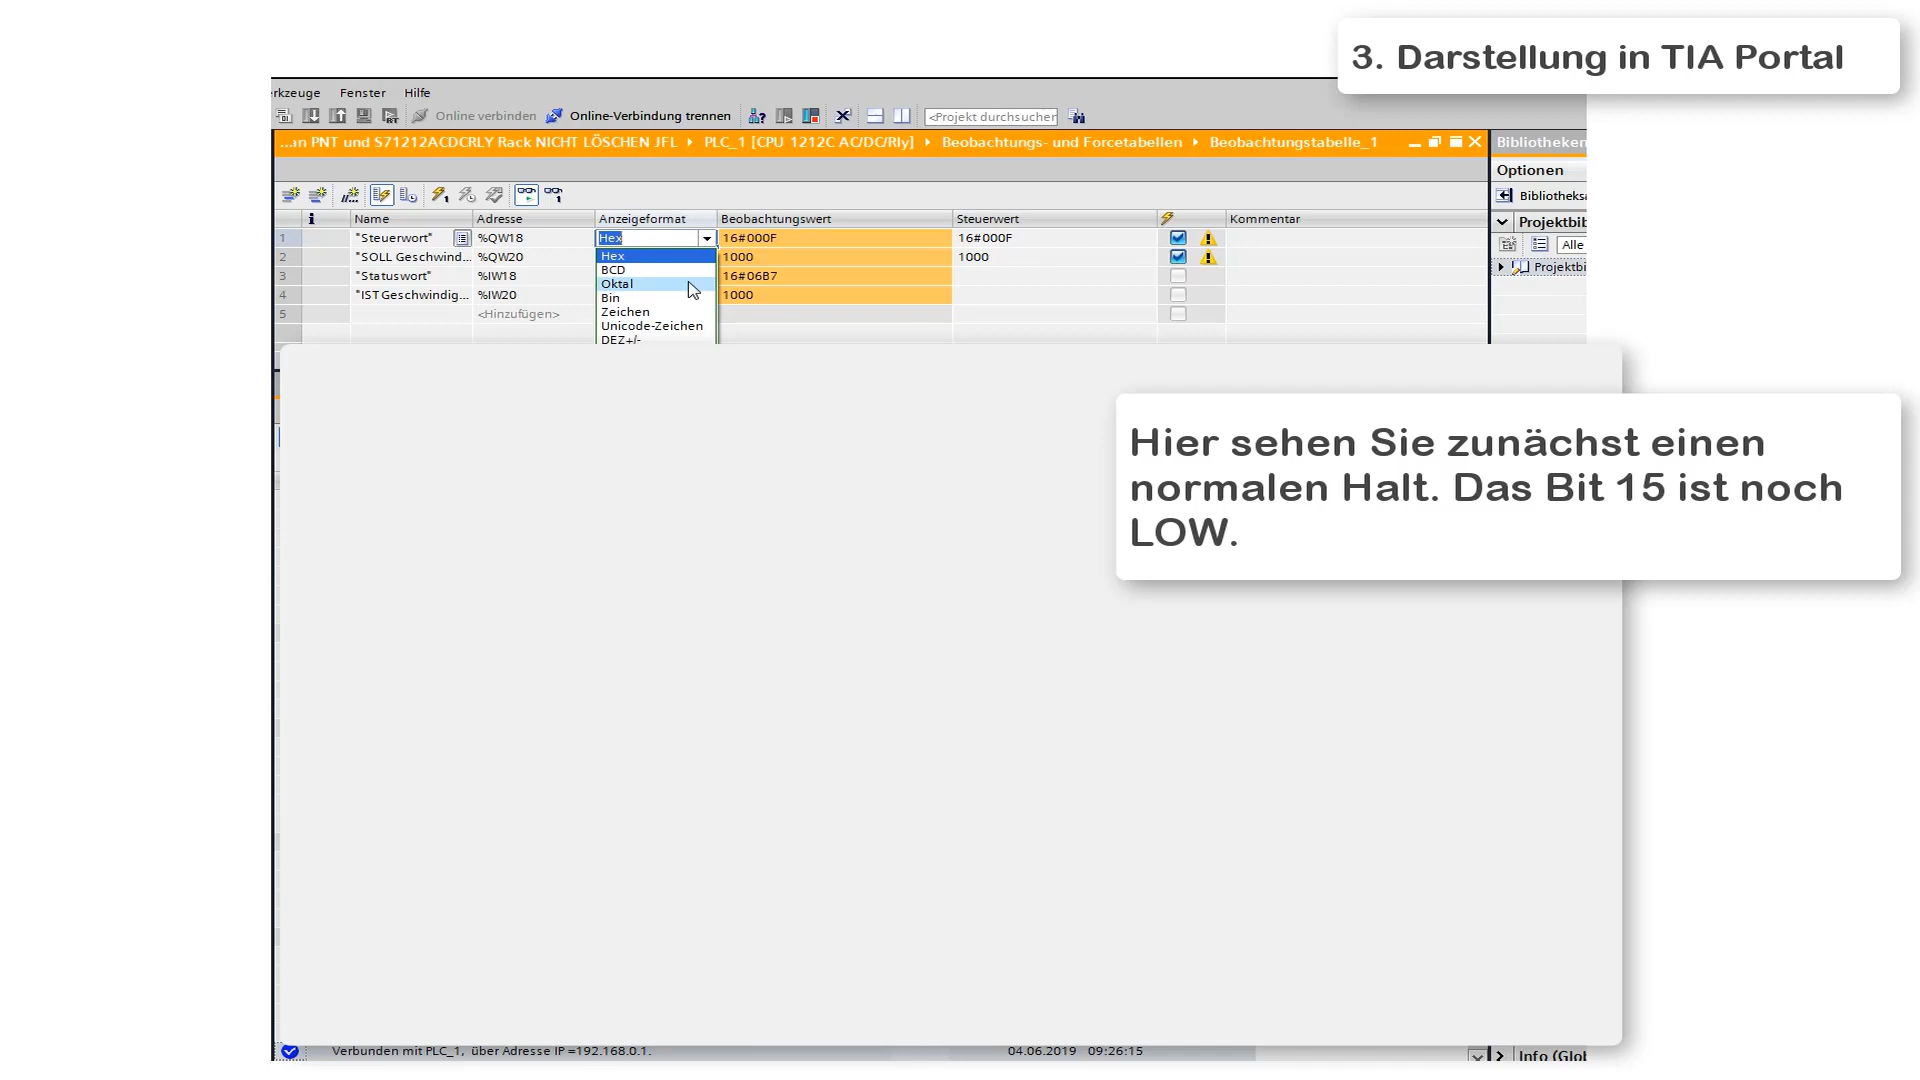 3. Darstellung in TIA Portal
rkzeuge Fenster Hilfe
Online verbinden Online-Verbindung trennen <Projekt durchsuchen
...an PNT und S71212ACDCRLY Rack NICHT LÖSCHEN JFL PLC_1 [CPU 1212C AC/DC/Rly] Beobachtungs- und Forcetabellen Beobachtungstabelle_1
Bibliotheken
Optionen
Bibliotheksa
Projektbib
Alle
Projektbi
i Name Adresse Anzeigeformat Beobachtungswert Steuerwert Kommentar
1 "Steuerwort" %QW18 Hex 16#000F 16#000F
2 "SOLL Geschwind... %QW20 1000 1000
3 "Statuswort" %IW18 16#06B7
4 "IST Geschwindig... %IW20 1000
5 <Hinzufügen>
Hex
BCD
Oktal
Bin
Zeichen
Unicode-Zeichen
DEZ+/-
Hier sehen Sie zunächst einen
normalen Halt. Das Bit 15 ist noch
LOW.
Verbunden mit PLC_1, über Adresse IP=192.168.0.1. 04.06.2019 09:26:15
Info (Glob